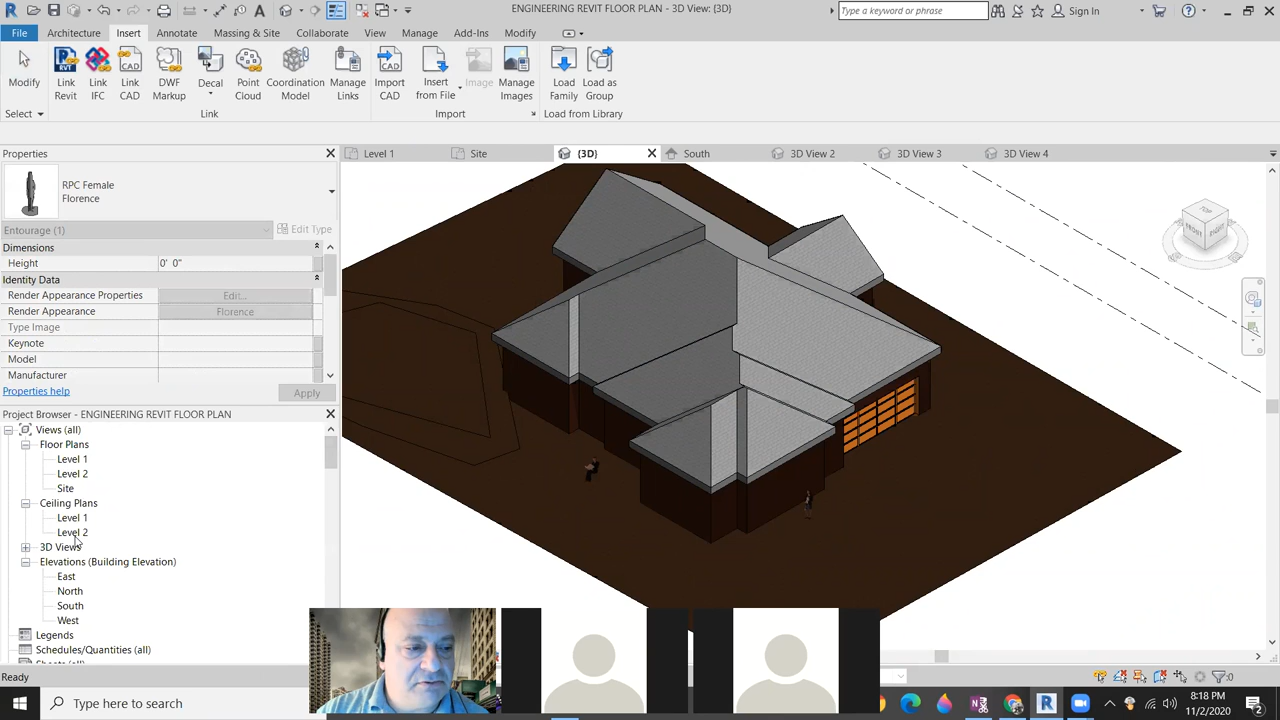 ENGINEERING REVIT FLOOR PLAN - 3D View: {3D}
Type a keyword or phrase
Sign In
File Architecture Insert Annotate Massing & Site Collaborate View Manage Add-Ins Modify
Modify
Link Revit
Link IFC
Link CAD
DWF Markup
Decal
Point Cloud
Coordination Model
Manage Links
Import CAD
Insert from File
Image
Manage Images
Load Family
Load as Group
Select Link Import Load from Library
Properties
Level 1 Site {3D} South 3D View 2 3D View 3 3D View 4
RPC Female
Florence
Entourage (1) Edit Type
Dimensions
Height 0' 0"
Identity Data
Render Appearance Properties Edit...
Render Appearance Florence
Type Image
Keynote
Model
Manufacturer
Properties help Apply
TOP
FRONT RIGHT
Project Browser - ENGINEERING REVIT FLOOR PLAN
Views (all)
Floor Plans
Level 1
Level 2
Site
Ceiling Plans
Level 1
Level 2
3D Views
Elevations (Building Elevation)
East
North
South
West
Legends
Schedules/Quantities (all)
Ready
:0
Type here to search
8:18 PM
11/2/2020
2